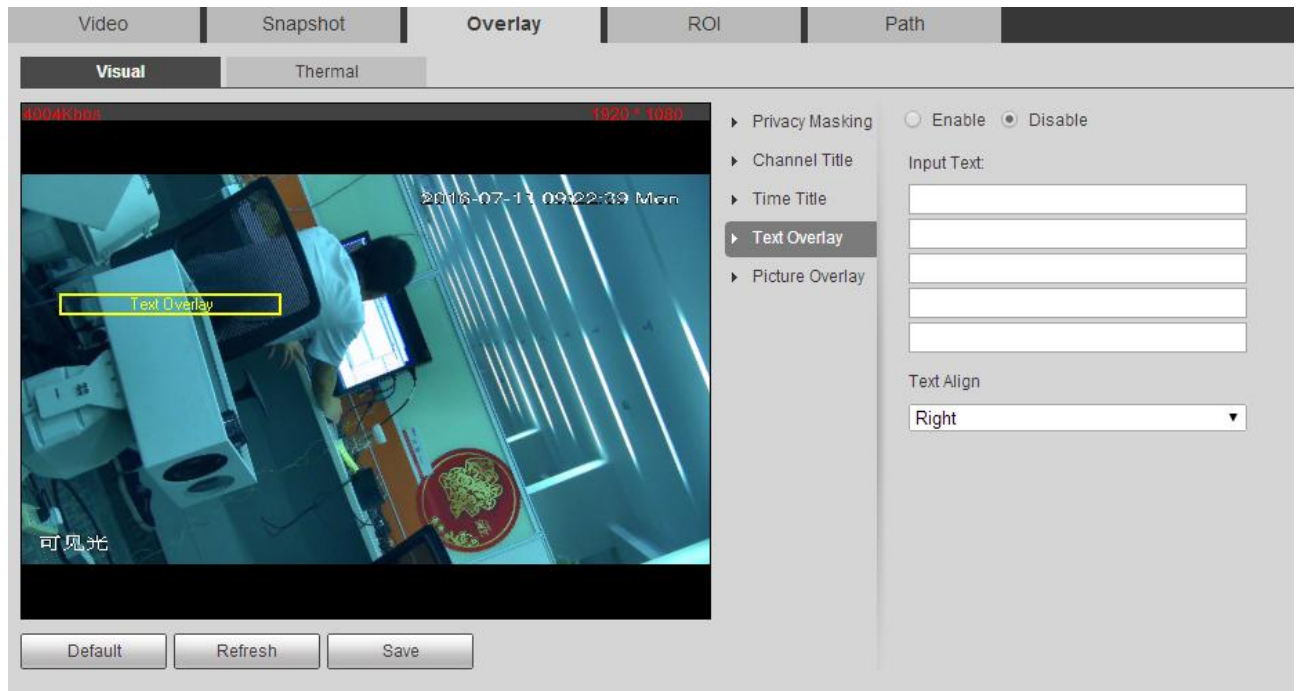 Video Snapshot Overlay ROI Path
Visual Thermal
4004Kbps 1920 * 1080
2016-07-11 09:22:39 Mon
Text Overlay
可见光
Default Refresh Save
Privacy Masking
Channel Title
Time Title
Text Overlay
Picture Overlay
Enable Disable
Input Text:
Text Align
Right